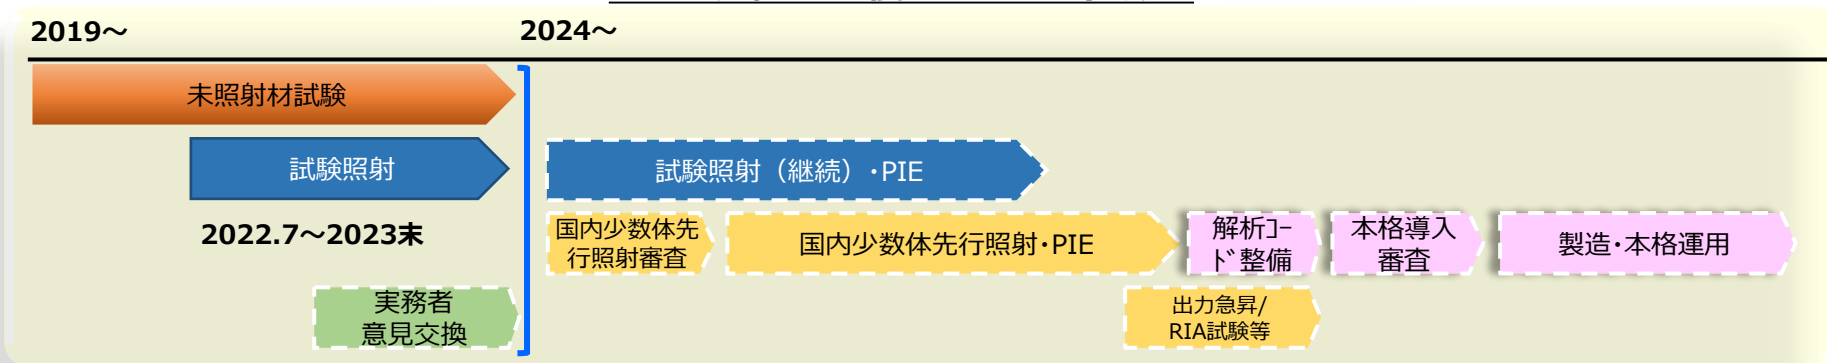 2019～
2024～
未照射材試験
試験照射
試験照射（継続）・PIE
2022.7～2023末
国内少数体先
行照射審査
国内少数体先行照射・PIE
解析ｺｰ
ﾄﾞ整備
本格導入
審査
製造・本格運用
実務者
意見交換
出力急昇/
RIA試験等